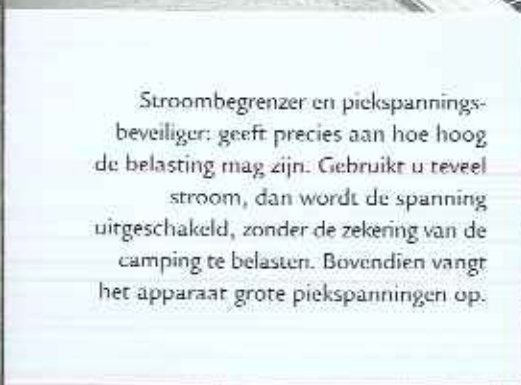 Stroombegrenzer en piekspannings-
beveiliger: geeft precies aan hoe hoog
de belasting mag zijn. Gebruikt u teveel
stroom, dan wordt de spanning
uitgeschakeld, zonder de zekering van de
camping te belasten. Bovendien vangt
het apparaat grote piekspanningen op.